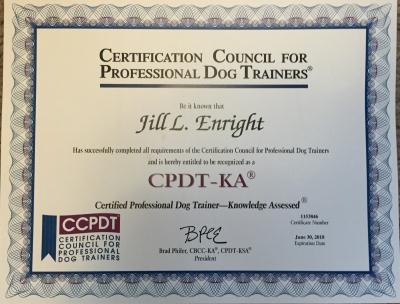 CERTIFICATION COUNCIL FOR
PROFESSIONAL DOG TRAINERS®
Be it known that
Jill L. Enright
Has successfully completed all requirements of the Certification Council for Professional Dog Trainers
and is hereby entitled to be recognized as a
CPDT-KA®
Certified Professional Dog Trainer—Knowledge Assessed®
CCPDT
CERTIFICATION
COUNCIL FOR
PROFESSIONAL
DOG TRAINERS
Brad Phifer, CBCC-KA®, CPDT-KSA®
President
1153046
Certificate Number
June 30, 2018
Expiration Date